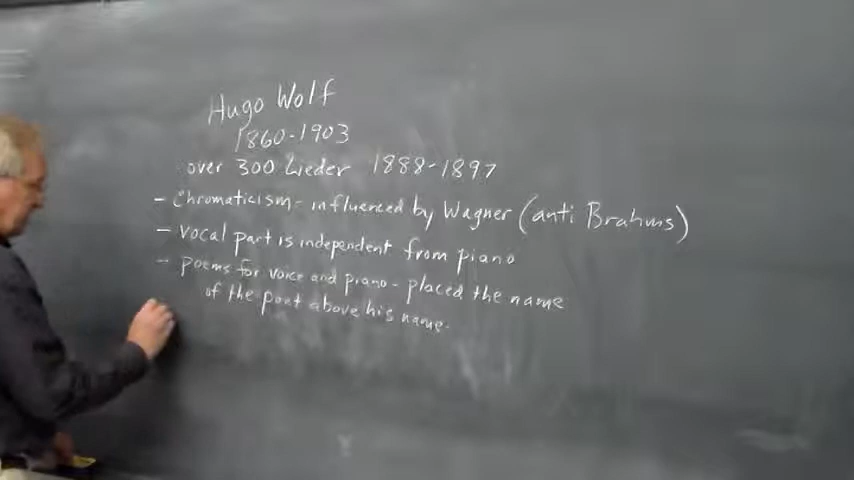 Hugo Wolf
1860-1903
over 300 Lieder 1888-1897
- Chromaticism - influenced by Wagner (anti Brahms)
- vocal part is independent from piano
- poems for voice and piano - placed the name
of the poet above his name.